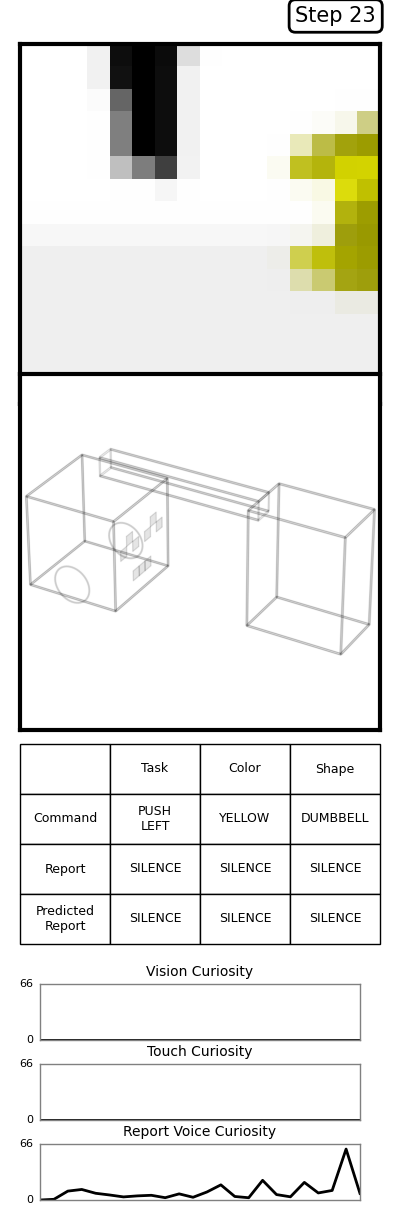 Step 23
Task Color Shape
Command PUSH LEFT YELLOW DUMBBELL
Report SILENCE SILENCE SILENCE
Predicted Report SILENCE SILENCE SILENCE
Vision Curiosity
66
0
Touch Curiosity
66
0
Report Voice Curiosity
66
0